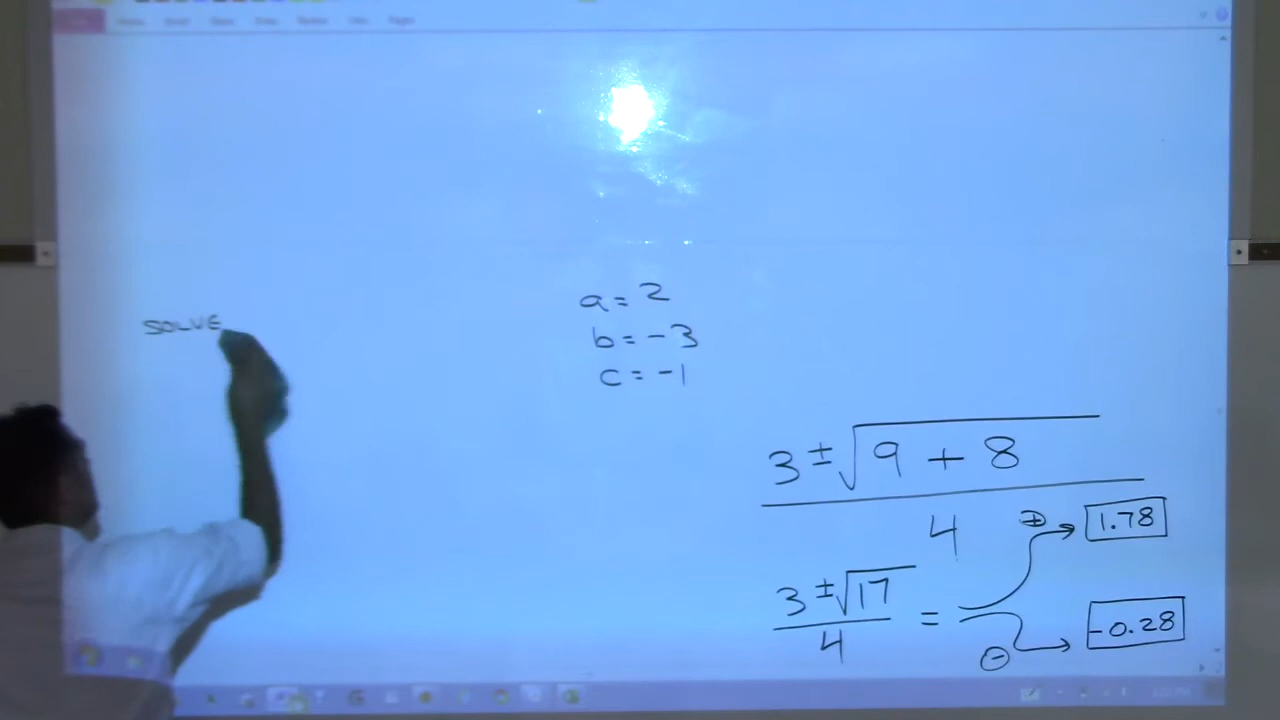 SOLVE
a = 2
b = -3
c = -1
3 ± √9 + 8
4
+ → 1.78
3 ± √17 =
4
- → -0.28